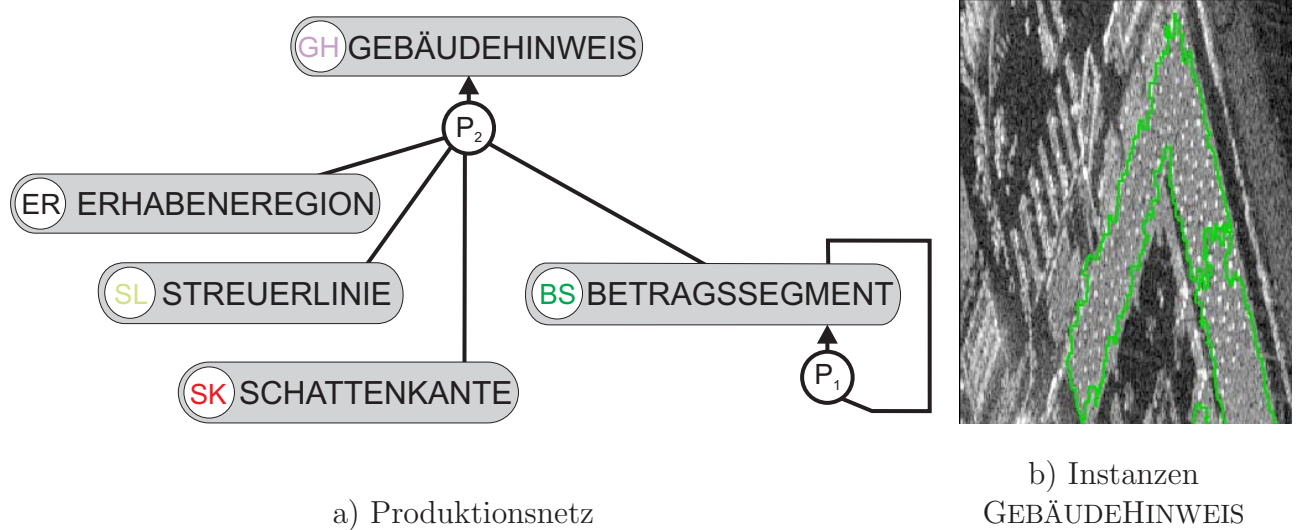 GH GEBÄUDEHINWEIS
P₂
ER ERHABENEREGION
SL STREUERLINIE
BS BETRAGSSEGMENT
P₁
SK SCHATTENKANTE
a) Produktionsnetz
b) Instanzen
GEBÄUDEHINWEIS